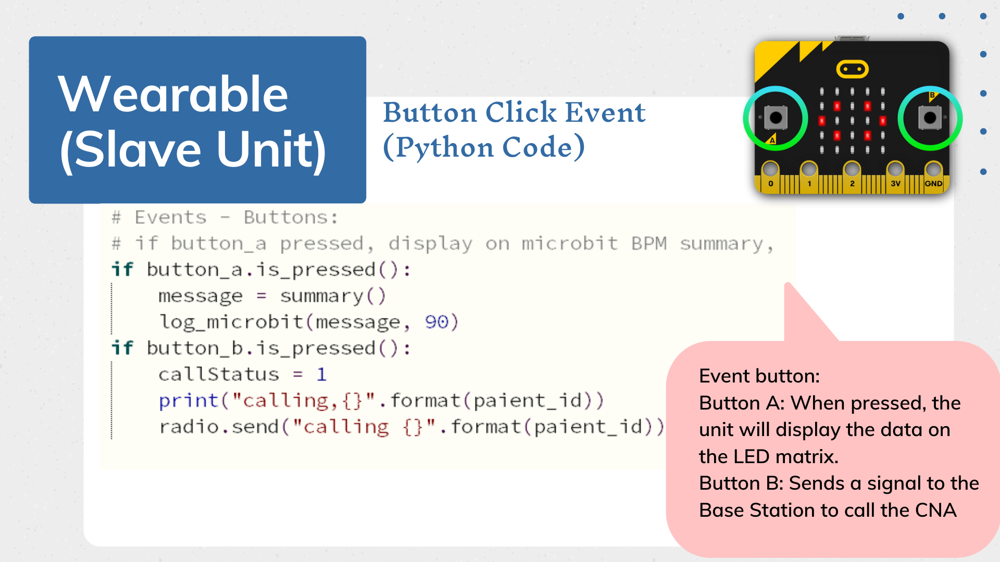 Wearable
(Slave Unit)
Button Click Event
(Python Code)
A
B
0
1
2
3V
GND
# Events - Buttons:
# if button_a pressed, display on microbit BPM summary,
if button_a.is_pressed():
    message = summary()
    log_microbit(message, 90)
if button_b.is_pressed():
    callStatus = 1
    print("calling,{}".format(paient_id))
    radio.send("calling {}".format(paient_id))
Event button:
Button A: When pressed, the
unit will display the data on
the LED matrix.
Button B: Sends a signal to the
Base Station to call the CNA